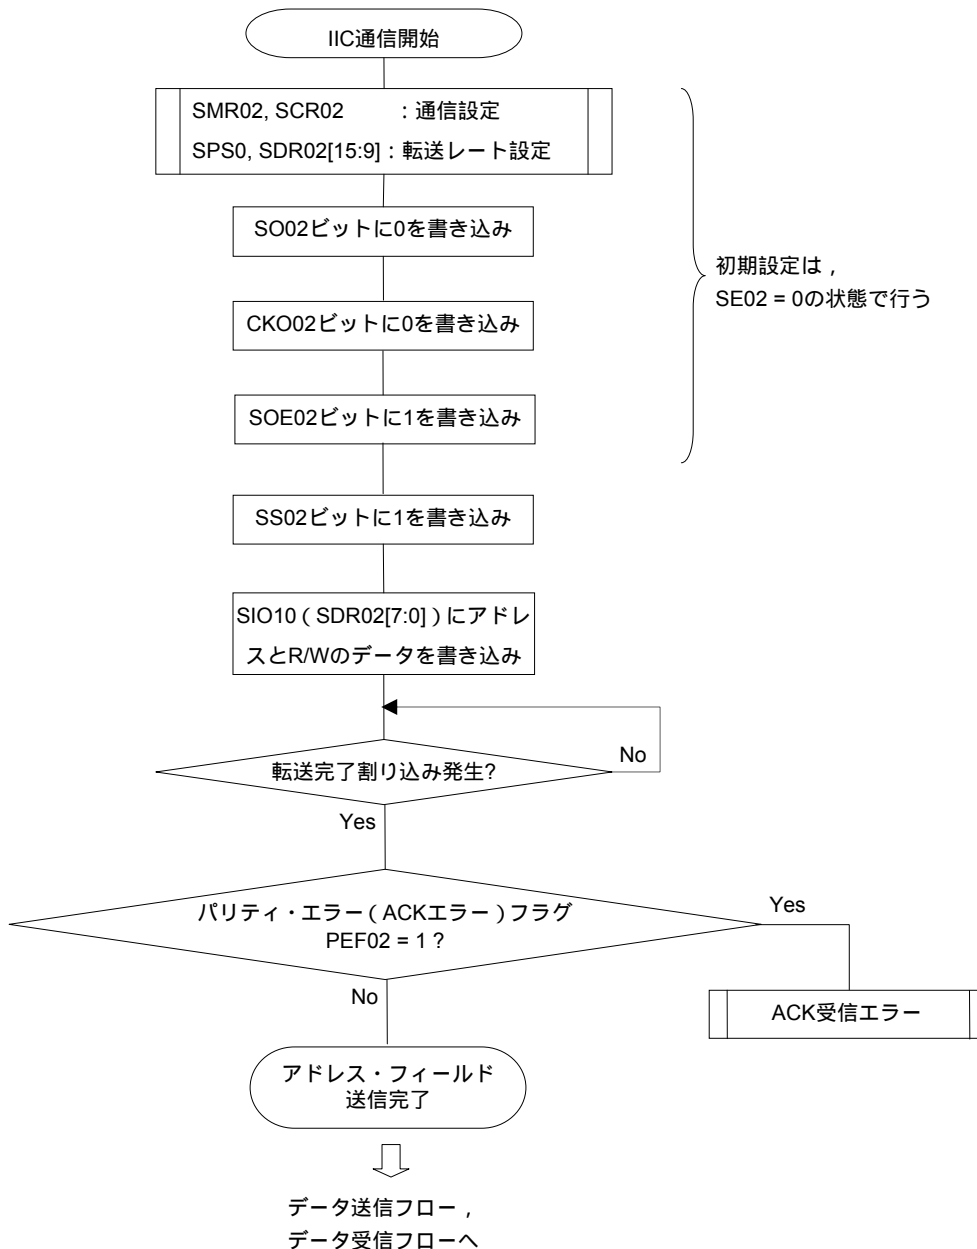 IIC通信開始
SMR02, SCR02 ：通信設定
SPS0, SDR02[15:9]：転送レート設定
SO02ビットに0を書き込み
初期設定は，
SE02 = 0の状態で行う
CKO02ビットに0を書き込み
SOE02ビットに1を書き込み
SS02ビットに1を書き込み
SIO10（SDR02[7:0]）にアドレ
スとR/Wのデータを書き込み
転送完了割り込み発生?
No
Yes
パリティ・エラー（ACKエラー）フラグ
PEF02 = 1 ?
Yes
No
ACK受信エラー
アドレス・フィールド
送信完了
データ送信フロー，
データ受信フローへ